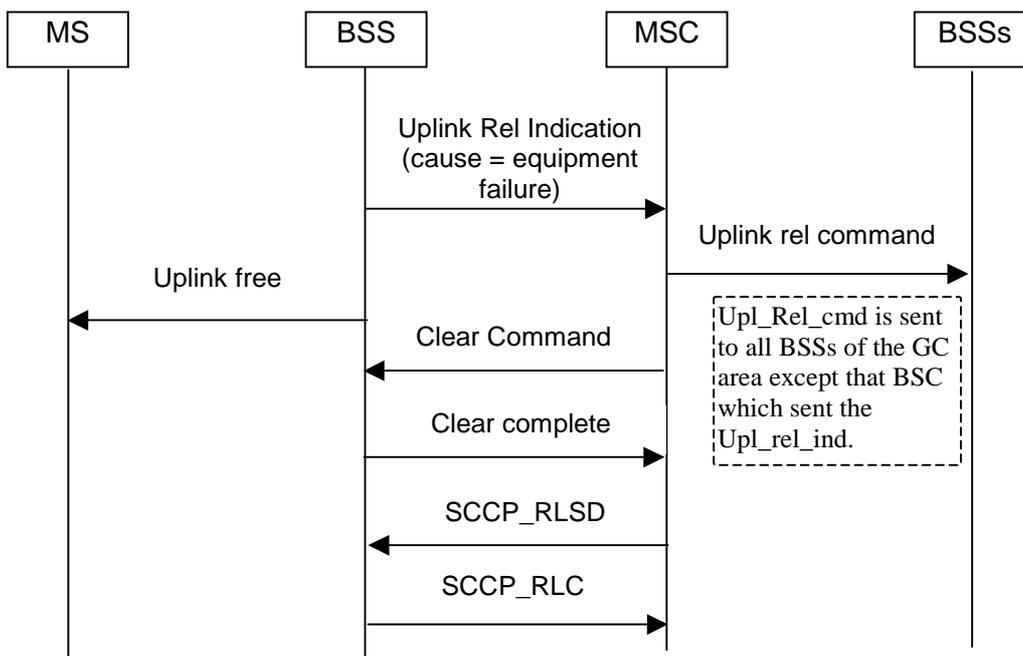 MS
BSS
MSC
BSSs
Uplink Rel Indication
(cause = equipment
failure)
Uplink rel command
Uplink free
Upl_Rel_cmd is sent
to all BSSs of the GC
area except that BSC
which sent the
Upl_rel_ind.
Clear Command
Clear complete
SCCP_RLSD
SCCP_RLC